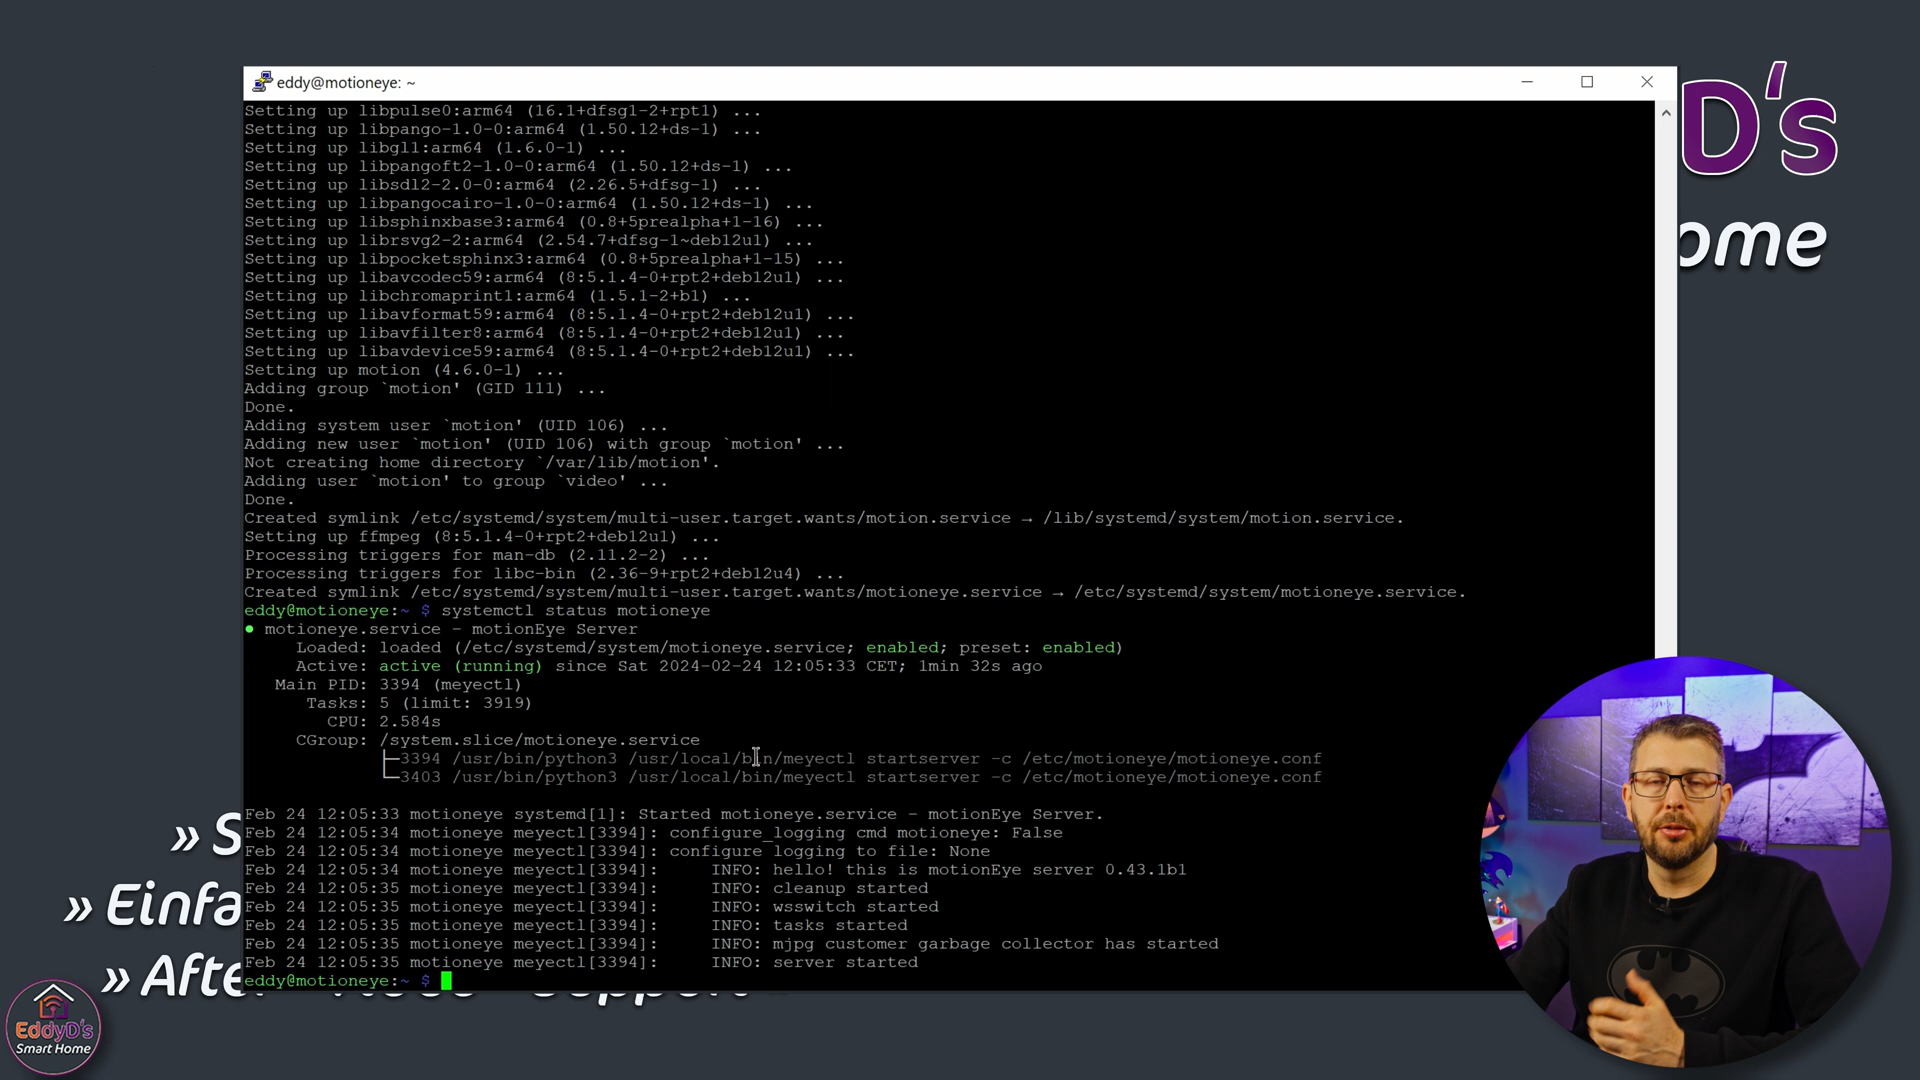 eddy@motioneye: ~
Setting up libpulse0:arm64 (16.1+dfsg1-2+rpt1) ...
Setting up libpango-1.0-0:arm64 (1.50.12+ds-1) ...
Setting up libgl1:arm64 (1.6.0-1) ...
Setting up libpangoft2-1.0-0:arm64 (1.50.12+ds-1) ...
Setting up libsdl2-2.0-0:arm64 (2.26.5+dfsg-1) ...
Setting up libpangocairo-1.0-0:arm64 (1.50.12+ds-1) ...
Setting up libsphinxbase3:arm64 (0.8+5prealpha+1-16) ...
Setting up librsvg2-2:arm64 (2.54.7+dfsg-1~deb12u1) ...
Setting up libpocketsphinx3:arm64 (0.8+5prealpha+1-15) ...
Setting up libavcodec59:arm64 (8:5.1.4-0+rpt2+deb12u1) ...
Setting up libchromaprint1:arm64 (1.5.1-2+b1) ...
Setting up libavformat59:arm64 (8:5.1.4-0+rpt2+deb12u1) ...
Setting up libavfilter8:arm64 (8:5.1.4-0+rpt2+deb12u1) ...
Setting up libavdevice59:arm64 (8:5.1.4-0+rpt2+deb12u1) ...
Setting up motion (4.6.0-1) ...
Adding group `motion' (GID 111) ...
Done.
Adding system user `motion' (UID 106) ...
Adding new user `motion' (UID 106) with group `motion' ...
Not creating home directory `/var/lib/motion'.
Adding user `motion' to group `video' ...
Done.
Created symlink /etc/systemd/system/multi-user.target.wants/motion.service → /lib/systemd/system/motion.service.
Setting up ffmpeg (8:5.1.4-0+rpt2+deb12u1) ...
Processing triggers for man-db (2.11.2-2) ...
Processing triggers for libc-bin (2.36-9+rpt2+deb12u4) ...
Created symlink /etc/systemd/system/multi-user.target.wants/motioneye.service → /etc/systemd/system/motioneye.service.
eddy@motioneye:~ $ systemctl status motioneye
● motioneye.service - motionEye Server
Loaded: loaded (/etc/systemd/system/motioneye.service; enabled; preset: enabled)
Active: active (running) since Sat 2024-02-24 12:05:33 CET; 1min 32s ago
Main PID: 3394 (meyectl)
Tasks: 5 (limit: 3919)
CPU: 2.584s
CGroup: /system.slice/motioneye.service
├─3394 /usr/bin/python3 /usr/local/bin/meyectl startserver -c /etc/motioneye/motioneye.conf
└─3403 /usr/bin/python3 /usr/local/bin/meyectl startserver -c /etc/motioneye/motioneye.conf
Feb 24 12:05:33 motioneye systemd[1]: Started motioneye.service - motionEye Server.
Feb 24 12:05:34 motioneye meyectl[3394]: configure_logging cmd motioneye: False
Feb 24 12:05:34 motioneye meyectl[3394]: configure_logging to file: None
Feb 24 12:05:34 motioneye meyectl[3394]: INFO: hello! this is motionEye server 0.43.1b1
Feb 24 12:05:35 motioneye meyectl[3394]: INFO: cleanup started
Feb 24 12:05:35 motioneye meyectl[3394]: INFO: wsswitch started
Feb 24 12:05:35 motioneye meyectl[3394]: INFO: tasks started
Feb 24 12:05:35 motioneye meyectl[3394]: INFO: mjpg customer garbage collector has started
Feb 24 12:05:35 motioneye meyectl[3394]: INFO: server started
eddy@motioneye:~ $
D's
ome
» S
» Einfa
» Afte
EddyD's
Smart Home